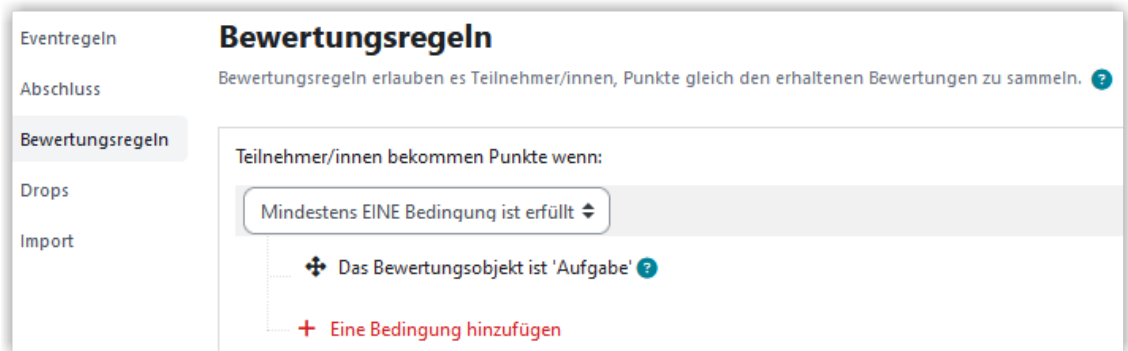 Eventregeln
Abschluss
Bewertungsregeln
Drops
Import
Bewertungsregeln
Bewertungsregeln erlauben es Teilnehmer/innen, Punkte gleich den erhaltenen Bewertungen zu sammeln. ?
Teilnehmer/innen bekommen Punkte wenn:
Mindestens EINE Bedingung ist erfüllt
Das Bewertungsobjekt ist 'Aufgabe' ?
+ Eine Bedingung hinzufügen